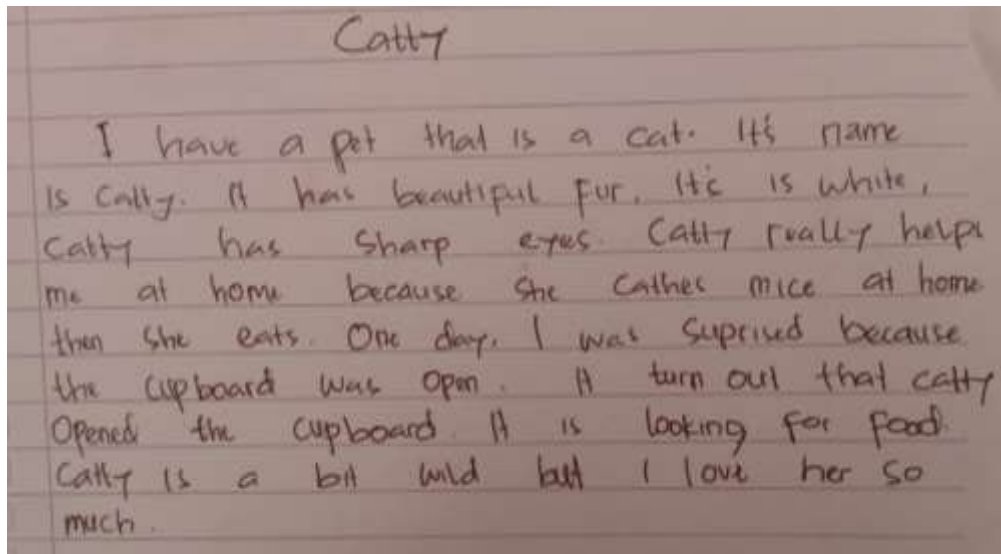 Catty
I have a pet that is a cat. It's name
is Catty. It has beautiful fur. It's is white,
Catty has sharp eyes. Catty really helps
me at home because she cathes mice at home
then she eats. One day, I was suprised because
the cupboard was open. It turn out that catty
Opened the cupboard. It is looking for food.
Catty is a bit wild but I love her so
much.